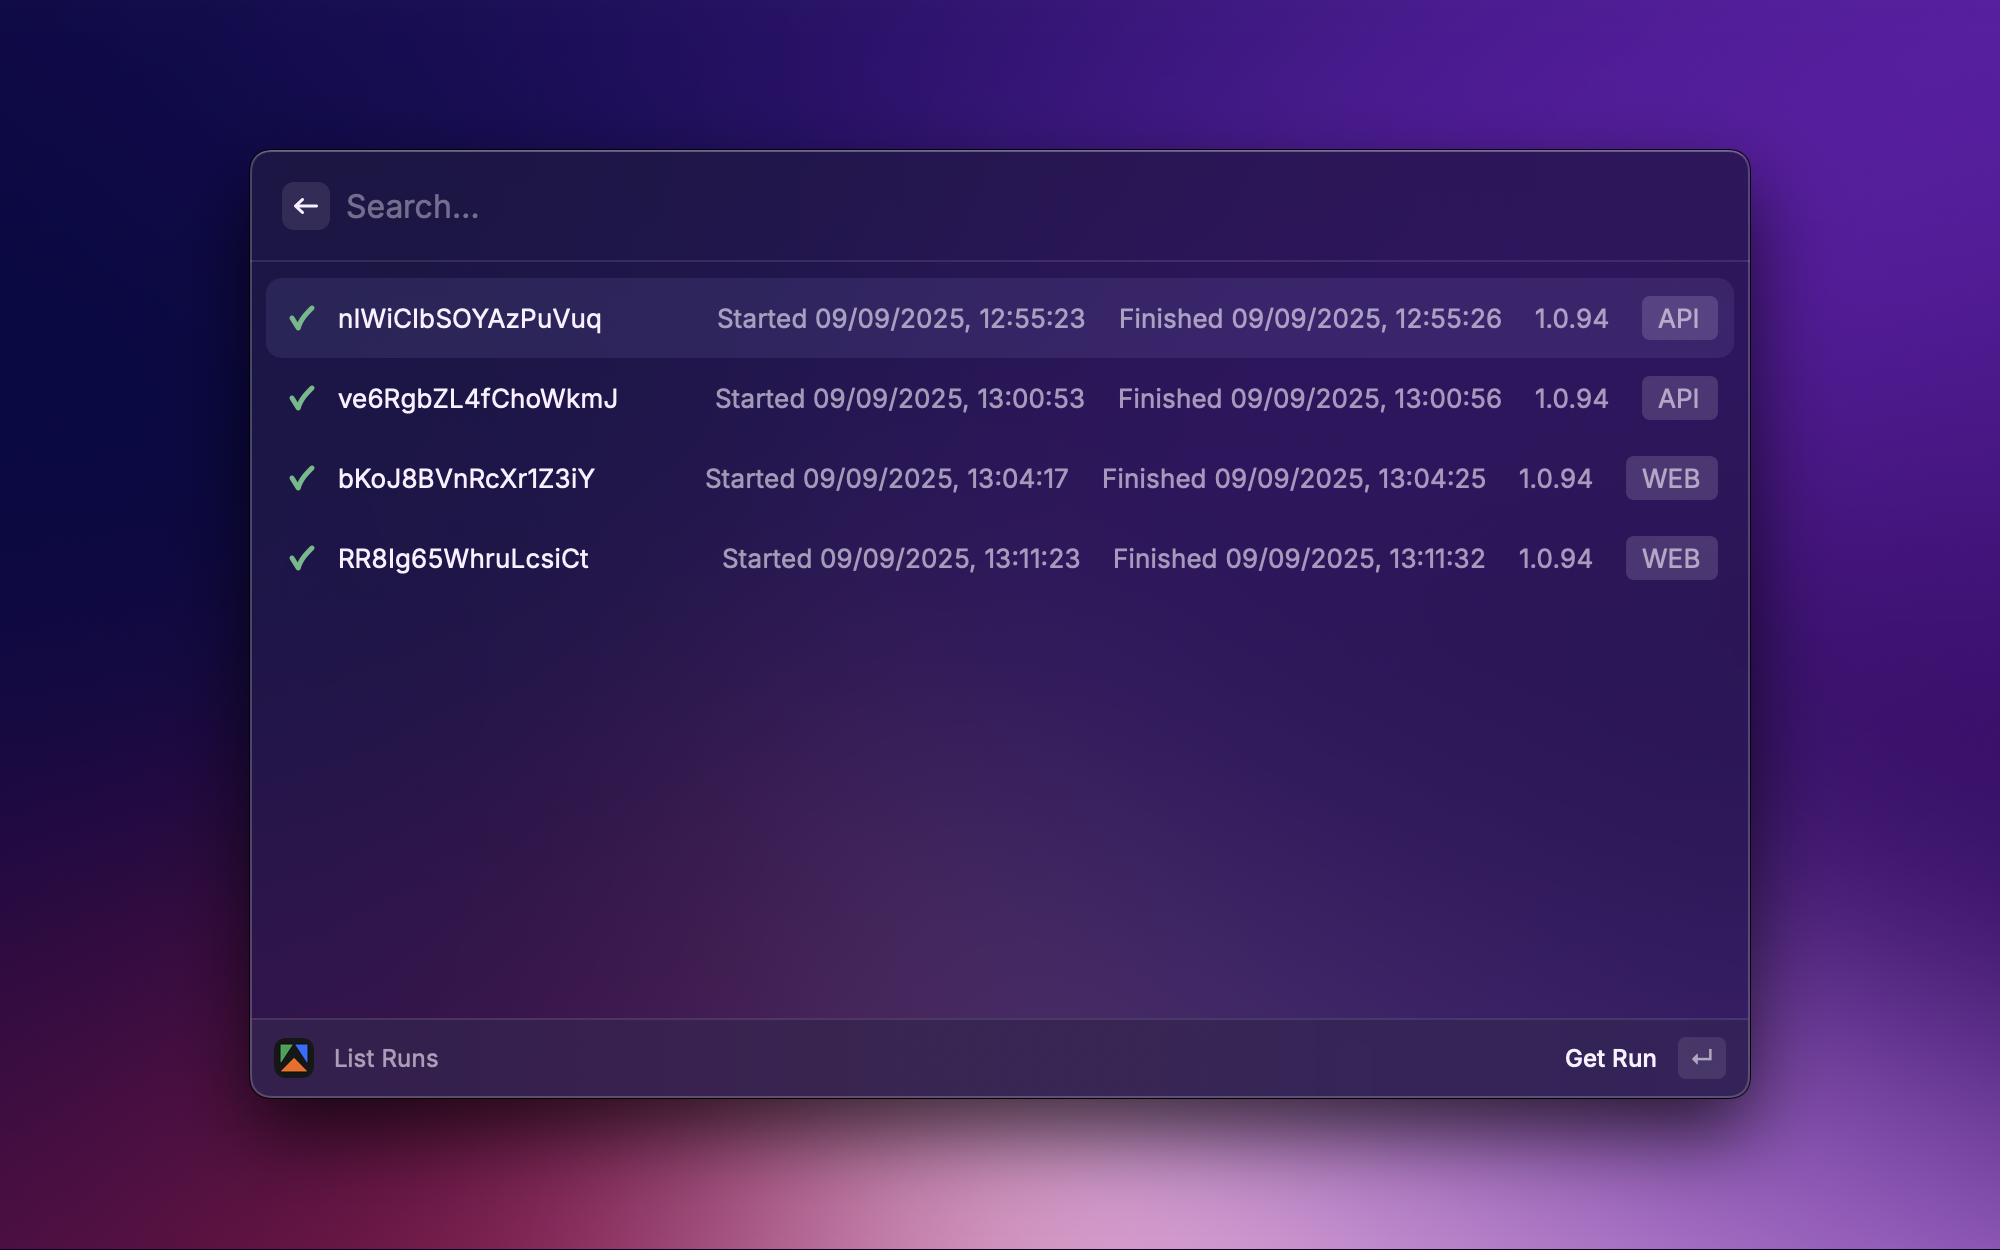 Search...
nIWiClbSOYAzPuVuq Started 09/09/2025, 12:55:23 Finished 09/09/2025, 12:55:26 1.0.94 API
ve6RgbZL4fChoWkmJ Started 09/09/2025, 13:00:53 Finished 09/09/2025, 13:00:56 1.0.94 API
bKoJ8BVnRcXr1Z3iY Started 09/09/2025, 13:04:17 Finished 09/09/2025, 13:04:25 1.0.94 WEB
RR8Ig65WhruLcsiCt Started 09/09/2025, 13:11:23 Finished 09/09/2025, 13:11:32 1.0.94 WEB
List Runs Get Run